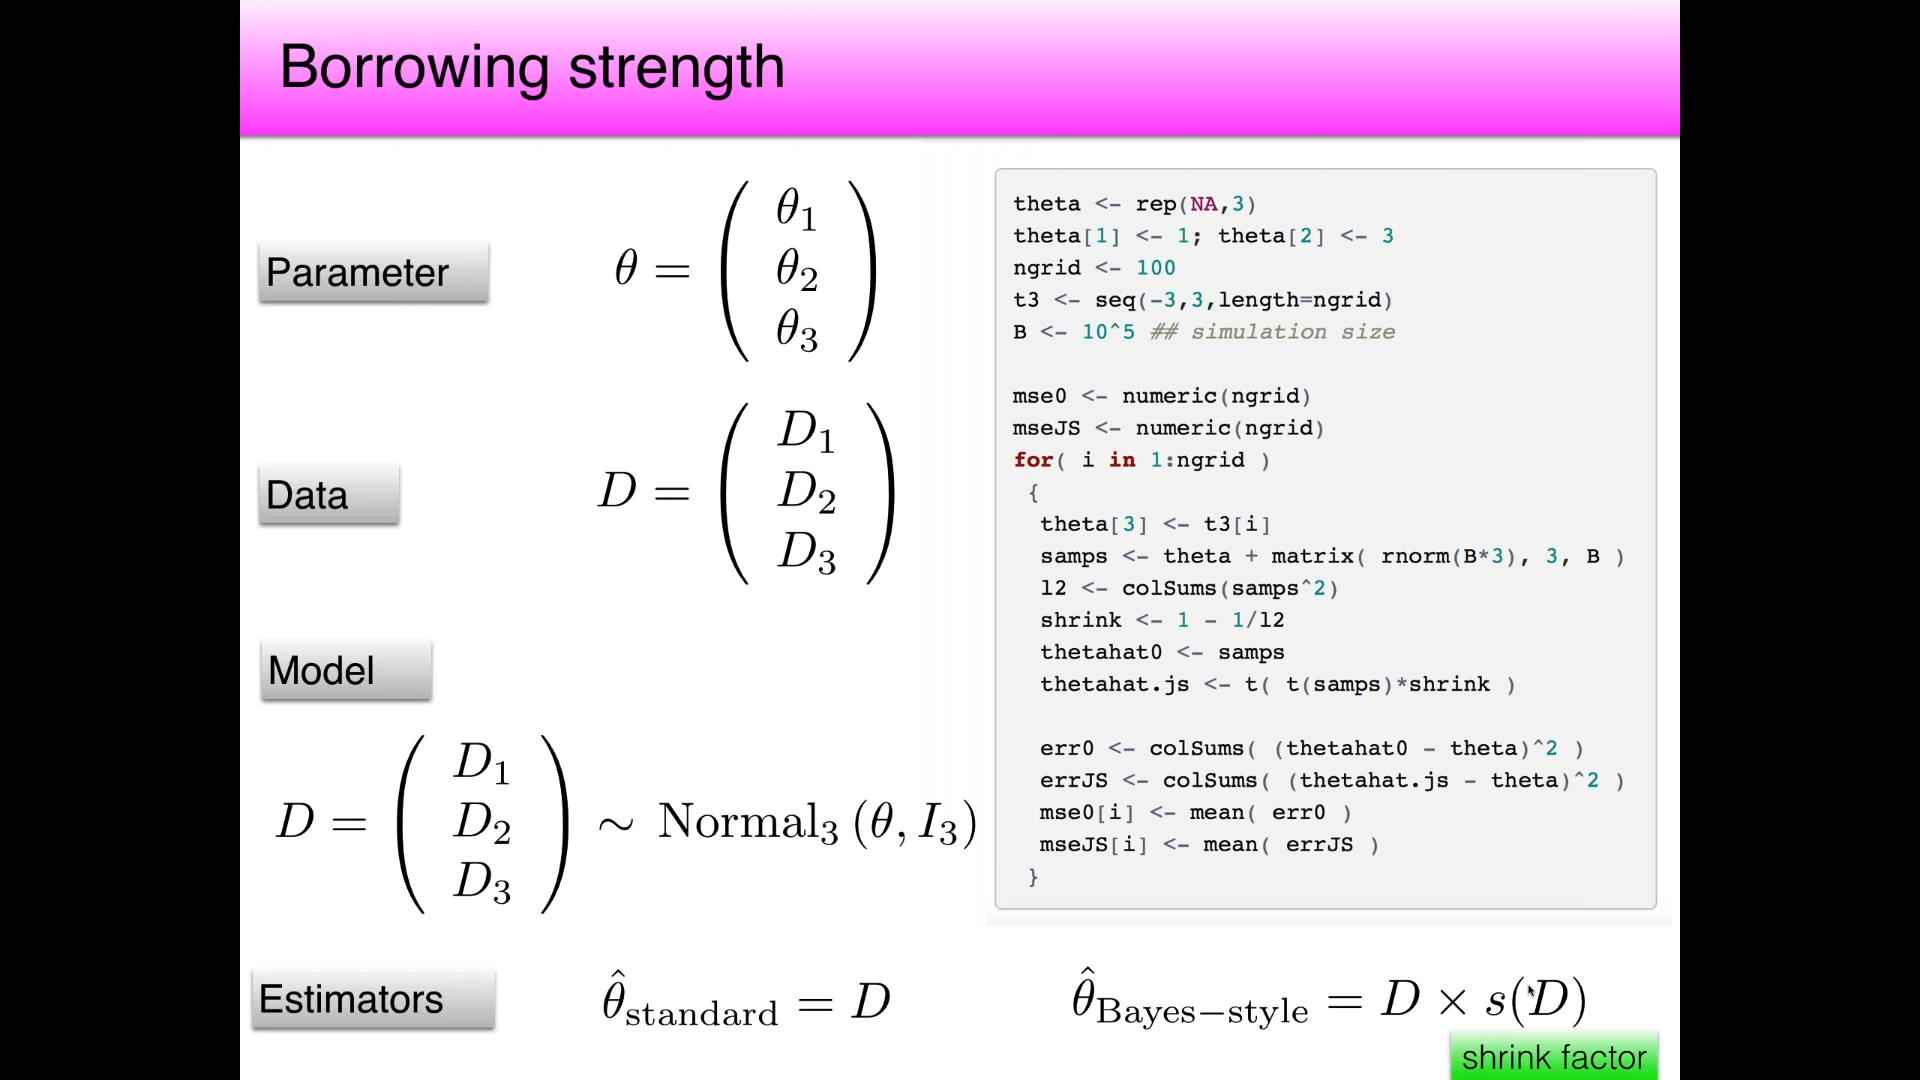 Borrowing strength
Parameter
θ = ( θ1
θ2
θ3 )
Data
D = ( D1
D2
D3 )
Model
D = ( D1
D2
D3 ) ∼ Normal3 (θ, I3)
theta <- rep(NA,3)
theta[1] <- 1; theta[2] <- 3
ngrid <- 100
t3 <- seq(-3,3,length=ngrid)
B <- 10^5 ## simulation size
mse0 <- numeric(ngrid)
mseJS <- numeric(ngrid)
for( i in 1:ngrid )
{
theta[3] <- t3[i]
samps <- theta + matrix( rnorm(B*3), 3, B )
l2 <- colSums(samps^2)
shrink <- 1 - 1/l2
thetahat0 <- samps
thetahat.js <- t( t(samps)*shrink )
err0 <- colSums( (thetahat0 - theta)^2 )
errJS <- colSums( (thetahat.js - theta)^2 )
mse0[i] <- mean( err0 )
mseJS[i] <- mean( errJS )
}
Estimators
θ̂standard = D
θ̂Bayes−style = D × s(D)
shrink factor